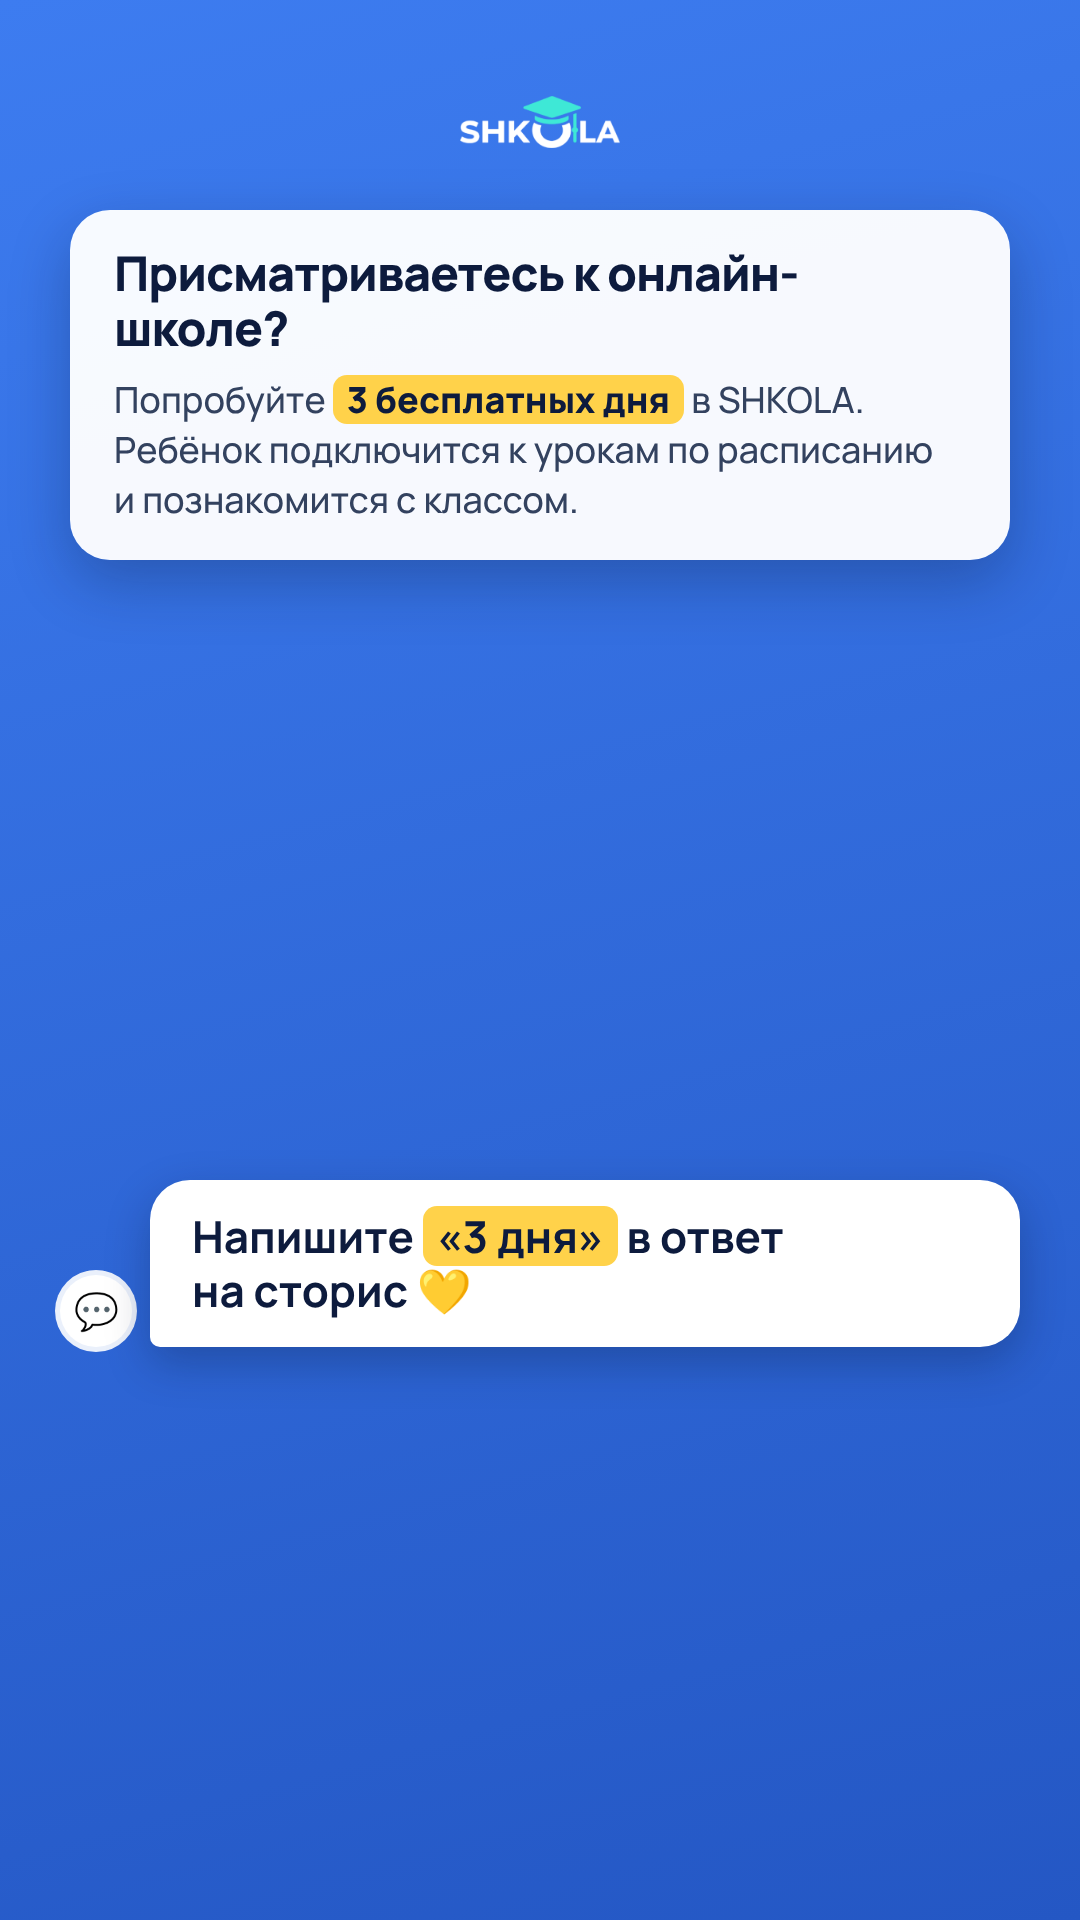 SHKOLA
Присматриваетесь к онлайн-
школе?
Попробуйте 3 бесплатных дня в SHKOLA.
Ребёнок подключится к урокам по расписанию
и познакомится с классом.
Напишите «3 дня» в ответ
на сторис 💛